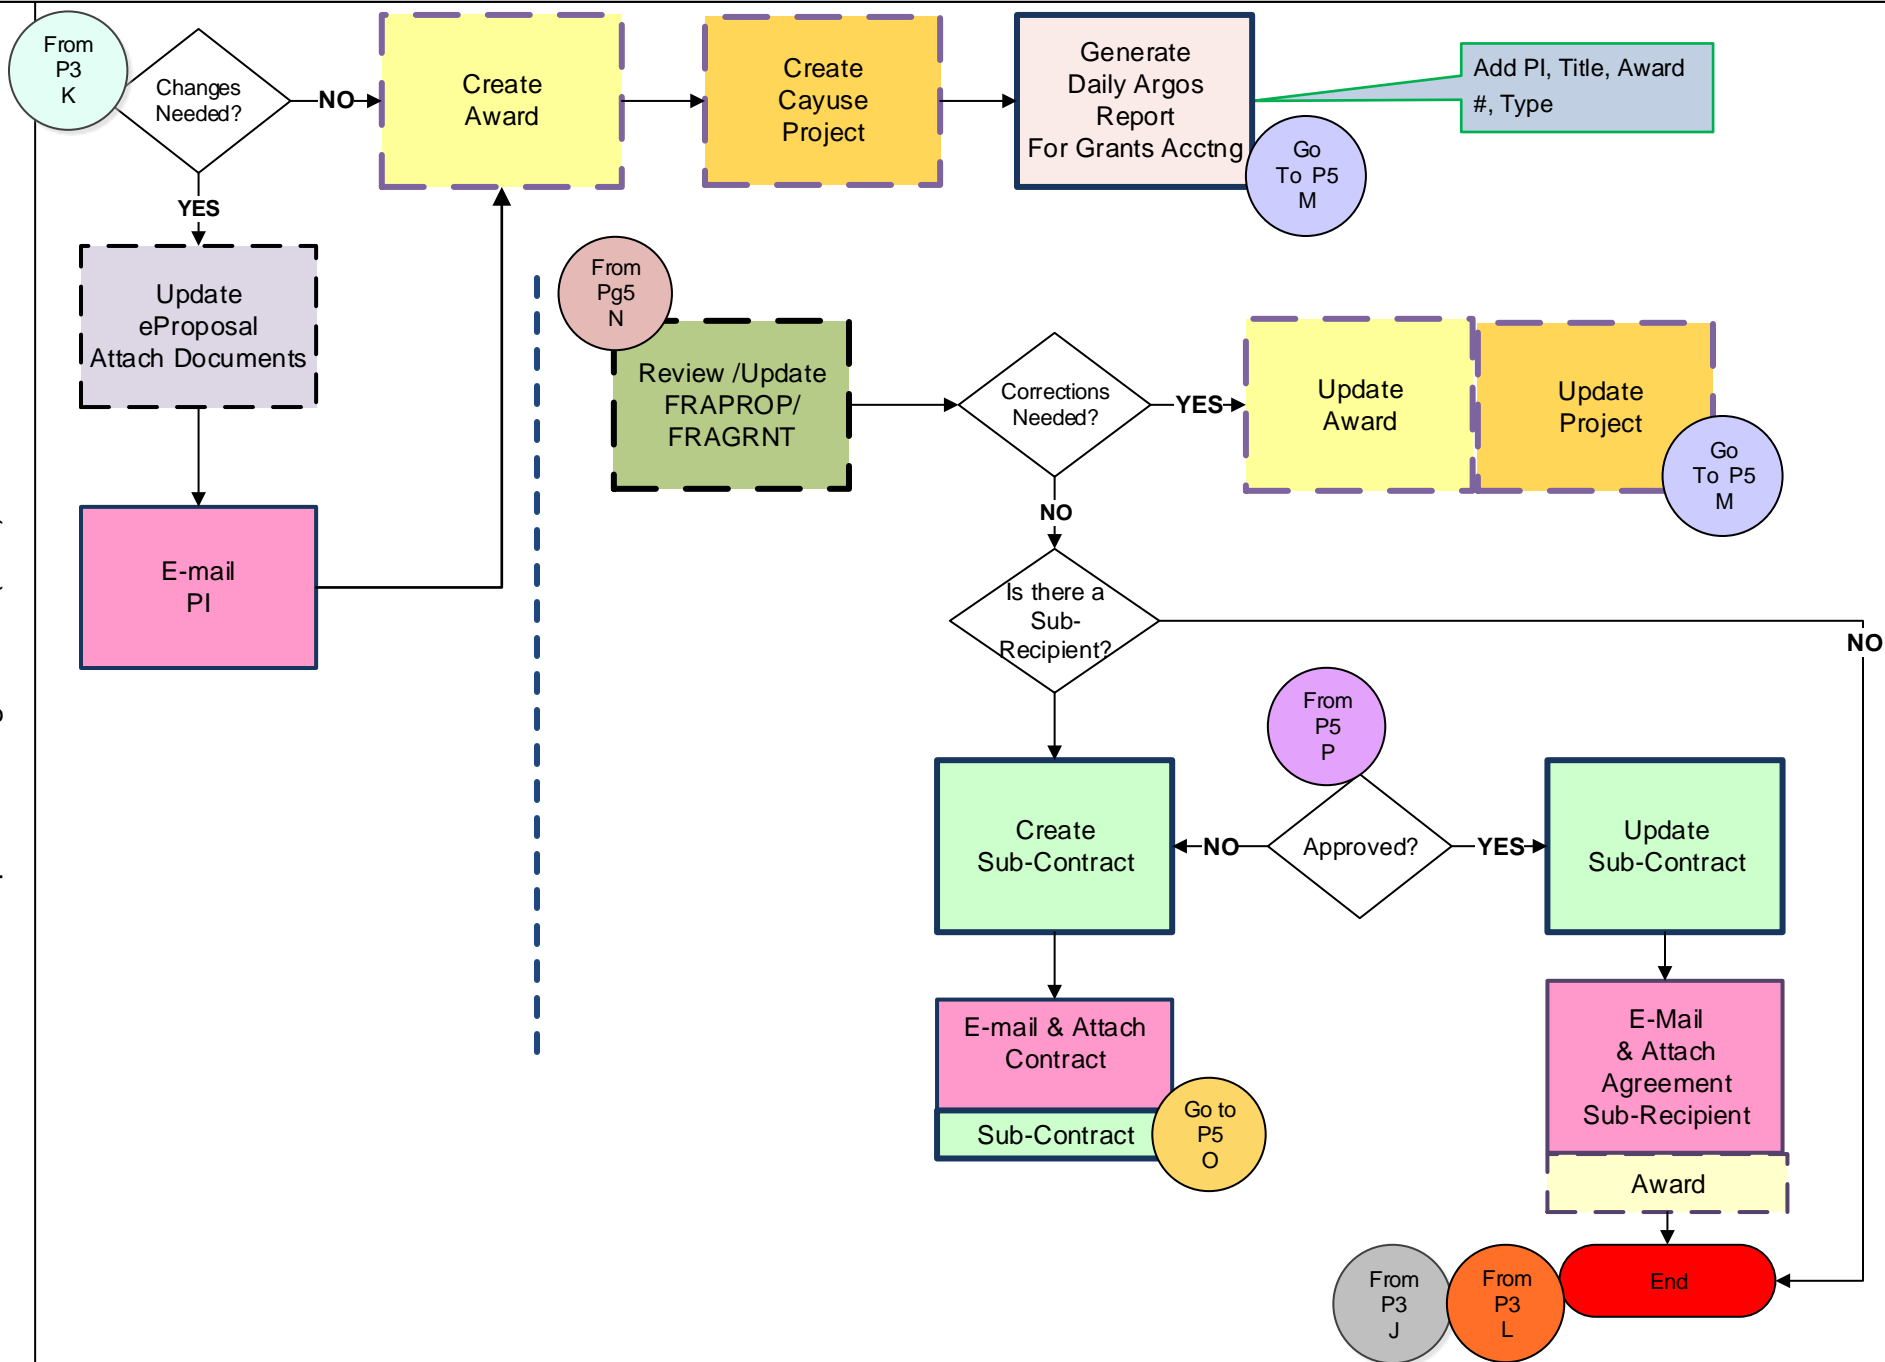 From
P3
K
Changes
Needed?
NO
Create
Award
Create
Cayuse
Project
Generate
Daily Argos
Report
For Grants Acctng
Add PI, Title, Award
#, Type
Go
To P5
M
YES
Update
eProposal
Attach Documents
From
Pg5
N
Review /Update
FRAPROP/
FRAGRNT
Corrections
Needed?
YES
Update
Award
Update
Project
Go
To P5
M
NO
E-mail
PI
Is there a
Sub-
Recipient?
NO
From
P5
P
Create
Sub-Contract
NO
Approved?
YES
Update
Sub-Contract
E-mail & Attach
Contract
Sub-Contract
Go to
P5
O
E-Mail
& Attach
Agreement
Sub-Recipient
Award
From
P3
J
From
P3
L
End